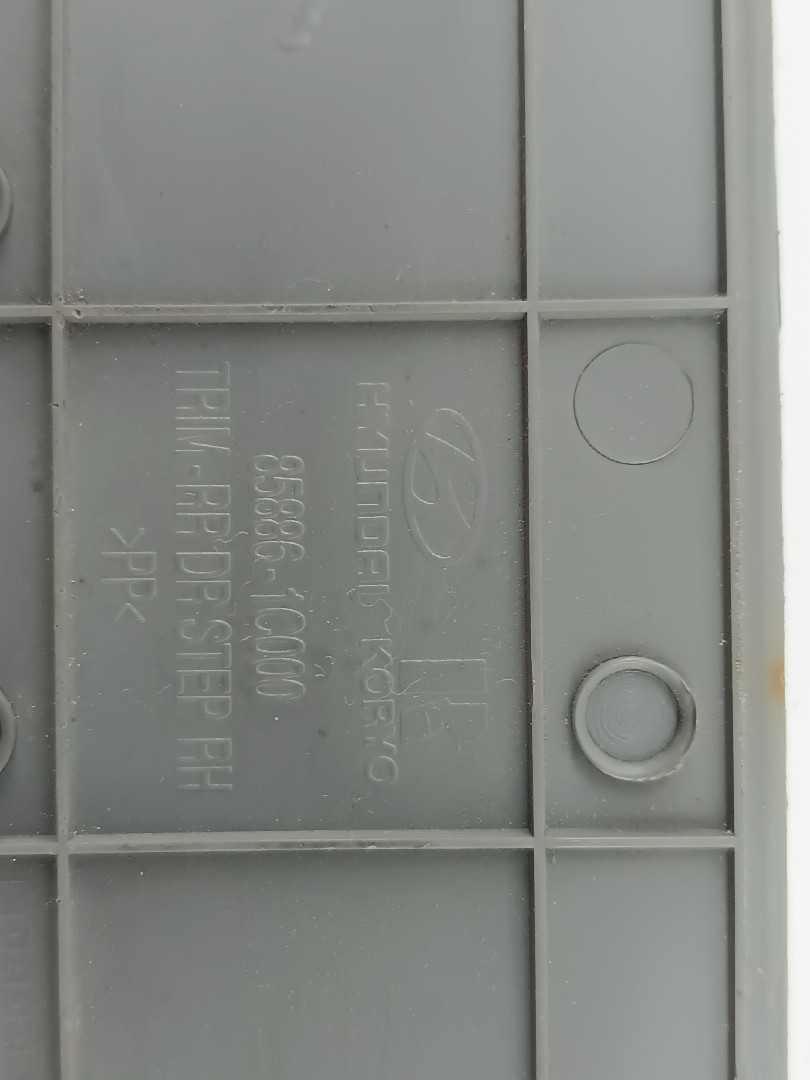 HYUNDAI KORYO
85886-1C000
TRIM-RR DR STEP RH
>PP<